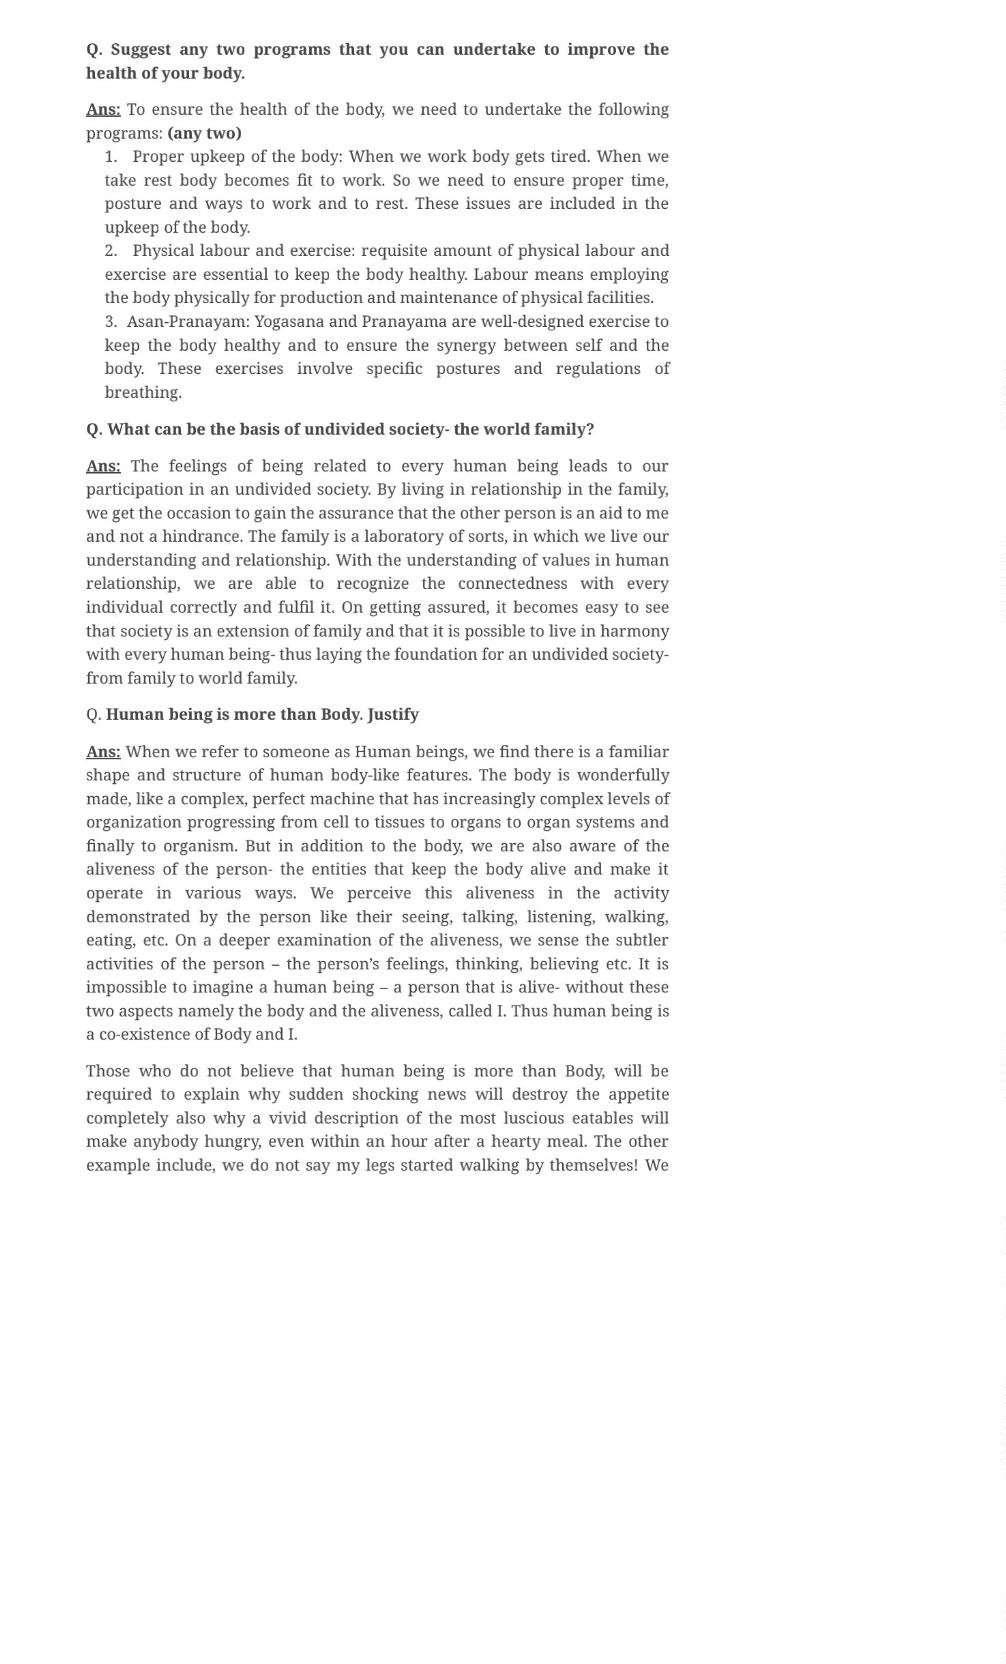 Q. Suggest any two programs that you can undertake to improve the
health of your body.
Ans: To ensure the health of the body, we need to undertake the following
programs: (any two)
1. Proper upkeep of the body: When we work body gets tired. When we
take rest body becomes fit to work. So we need to ensure proper time,
posture and ways to work and to rest. These issues are included in the
upkeep of the body.
2. Physical labour and exercise: requisite amount of physical labour and
exercise are essential to keep the body healthy. Labour means employing
the body physically for production and maintenance of physical facilities.
3. Asan-Pranayam: Yogasana and Pranayama are well-designed exercise to
keep the body healthy and to ensure the synergy between self and the
body. These exercises involve specific postures and regulations of
breathing.
Q. What can be the basis of undivided society- the world family?
Ans: The feelings of being related to every human being leads to our
participation in an undivided society. By living in relationship in the family,
we get the occasion to gain the assurance that the other person is an aid to me
and not a hindrance. The family is a laboratory of sorts, in which we live our
understanding and relationship. With the understanding of values in human
relationship, we are able to recognize the connectedness with every
individual correctly and fulfil it. On getting assured, it becomes easy to see
that society is an extension of family and that it is possible to live in harmony
with every human being- thus laying the foundation for an undivided society-
from family to world family.
Q. Human being is more than Body. Justify
Ans: When we refer to someone as Human beings, we find there is a familiar
shape and structure of human body-like features. The body is wonderfully
made, like a complex, perfect machine that has increasingly complex levels of
organization progressing from cell to tissues to organs to organ systems and
finally to organism. But in addition to the body, we are also aware of the
aliveness of the person- the entities that keep the body alive and make it
operate in various ways. We perceive this aliveness in the activity
demonstrated by the person like their seeing, talking, listening, walking,
eating, etc. On a deeper examination of the aliveness, we sense the subtler
activities of the person – the person’s feelings, thinking, believing etc. It is
impossible to imagine a human being – a person that is alive- without these
two aspects namely the body and the aliveness, called I. Thus human being is
a co-existence of Body and I.
Those who do not believe that human being is more than Body, will be
required to explain why sudden shocking news will destroy the appetite
completely also why a vivid description of the most luscious eatables will
make anybody hungry, even within an hour after a hearty meal. The other
example include, we do not say my legs started walking by themselves! We